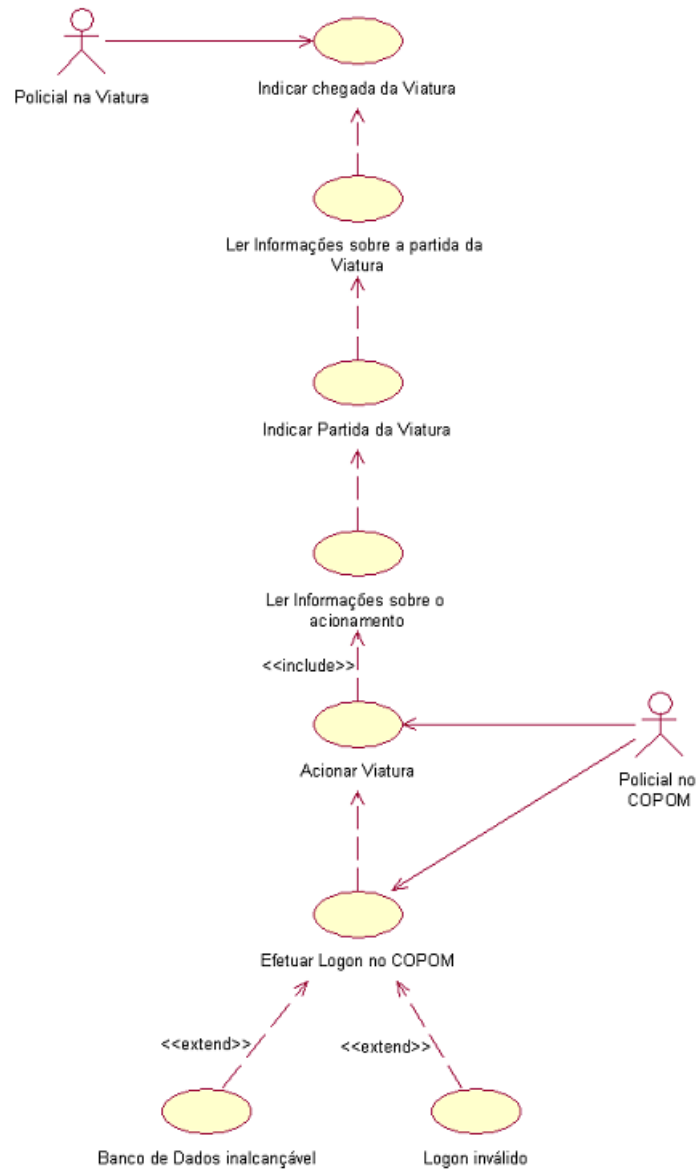 Policial na Viatura
Indicar chegada da Viatura
Ler Informações sobre a partida da
Viatura
Indicar Partida da Viatura
Ler Informações sobre o
acionamento
<<include>>
Acionar Viatura
Policial no
COPOM
Efetuar Logon no COPOM
<<extend>>
<<extend>>
Banco de Dados inalcançável
Logon inválido